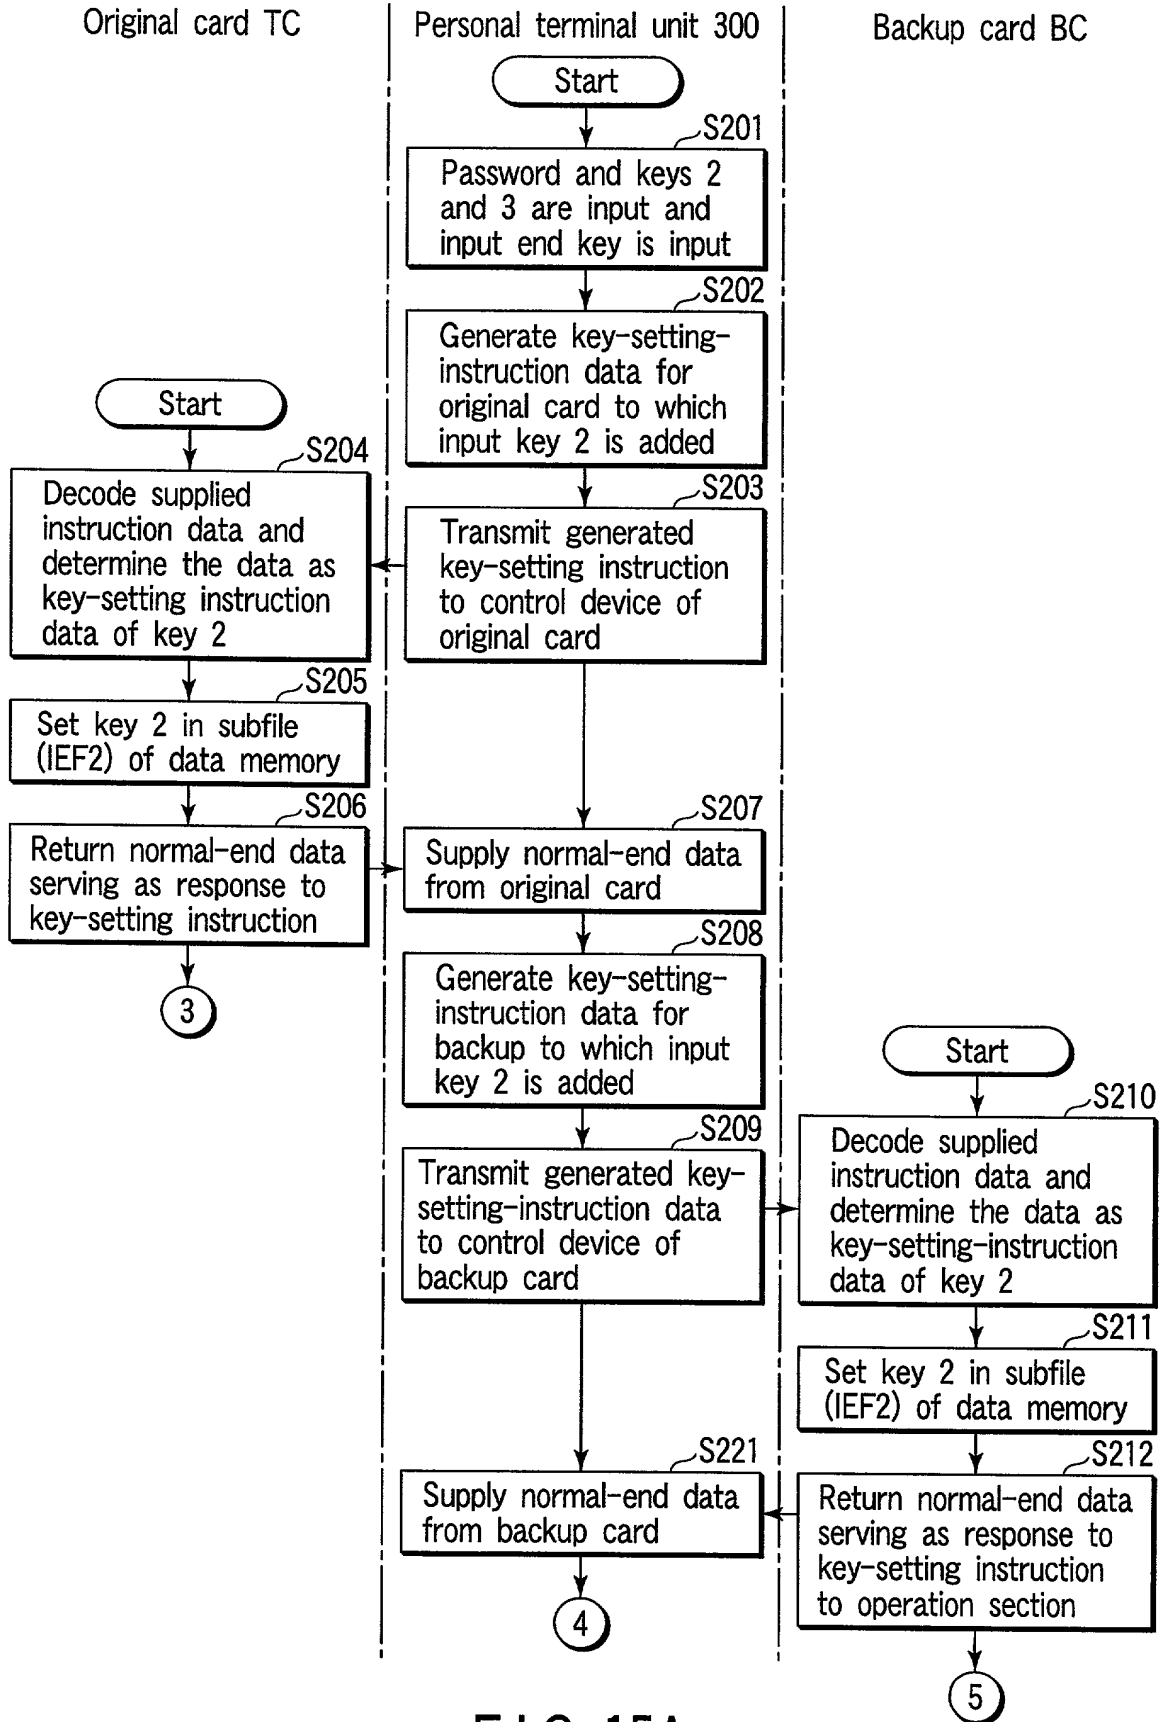 Original card TC
Personal terminal unit 300
Backup card BC
Start
S201
Password and keys 2
and 3 are input and
input end key is input
S202
Generate key-setting-
instruction data for
original card to which
input key 2 is added
Start
S204
Decode supplied
instruction data and
determine the data as
key-setting instruction
data of key 2
S203
Transmit generated
key-setting instruction
to control device of
original card
S205
Set key 2 in subfile
(IEF2) of data memory
S206
Return normal-end data
serving as response to
key-setting instruction
3
S207
Supply normal-end data
from original card
S208
Generate key-setting-
instruction data for
backup to which input
key 2 is added
S209
Transmit generated key-
setting-instruction data
to control device of
backup card
Start
S210
Decode supplied
instruction data and
determine the data as
key-setting-instruction
data of key 2
S211
Set key 2 in subfile
(IEF2) of data memory
S212
Return normal-end data
serving as response to
key-setting instruction
to operation section
5
S221
Supply normal-end data
from backup card
4
FIG. 15A